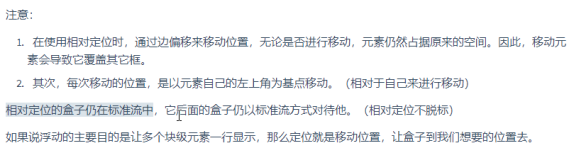 注意：
1. 在使用相对定位时，通过边偏移来移动位置，无论是否进行移动，元素仍然占据原来的空间。因此，移动元
素会导致它覆盖其它框。
2. 其次，每次移动的位置，是以元素自己的左上角为基点移动。（相对于自己来进行移动）
相对定位的盒子仍在标准流中，它后面的盒子仍以标准流方式对待他。（相对定位不脱标）
如果说浮动的主要目的是让多个块级元素一行显示，那么定位就是移动位置，让盒子到我们想要的位置去。